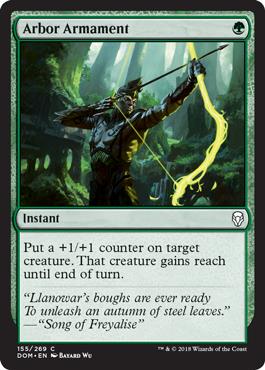 Arbor Armament
Instant
Put a +1/+1 counter on target
creature. That creature gains reach
until end of turn.
“Llanowar's boughs are ever ready
To unleash an autumn of steel leaves.”
—“Song of Freyalise”
155/269 C
DOM • EN Bayard Wu
™ & © 2018 Wizards of the Coast